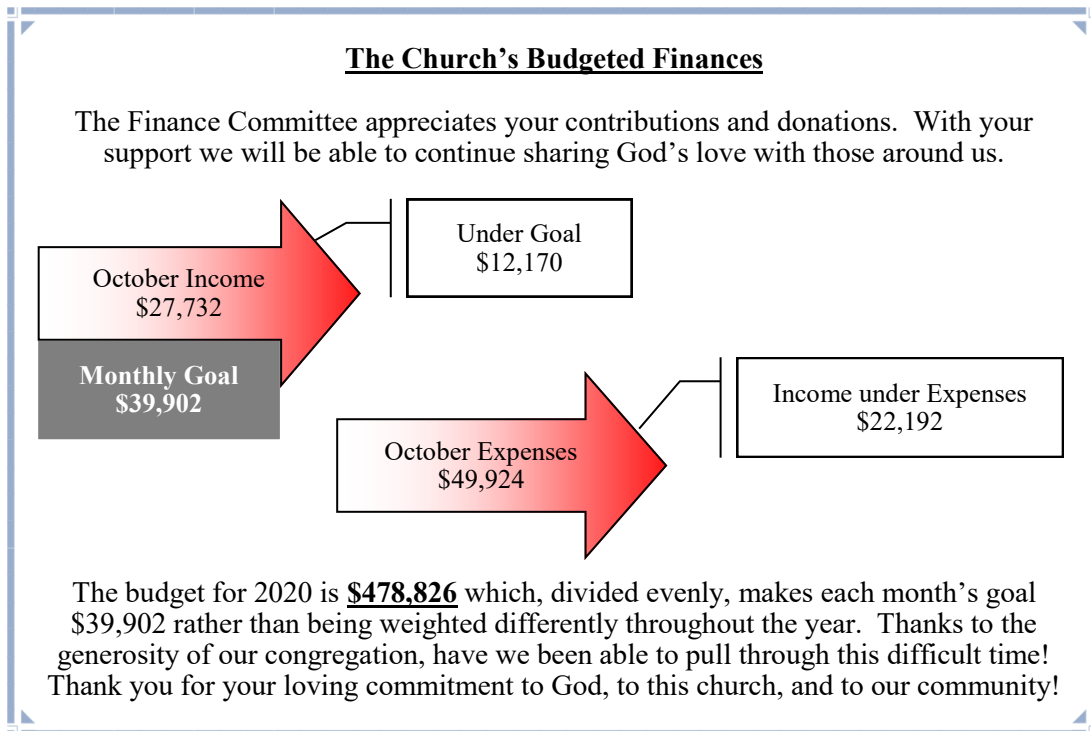 The Church’s Budgeted Finances
The Finance Committee appreciates your contributions and donations.  With your
support we will be able to continue sharing God’s love with those around us.
Under Goal
$12,170
October Income
$27,732
Monthly Goal
$39,902
Income under Expenses
$22,192
October Expenses
$49,924
The budget for 2020 is $478,826 which, divided evenly, makes each month’s goal
$39,902 rather than being weighted differently throughout the year.  Thanks to the
generosity of our congregation, have we been able to pull through this difficult time!
Thank you for your loving commitment to God, to this church, and to our community!